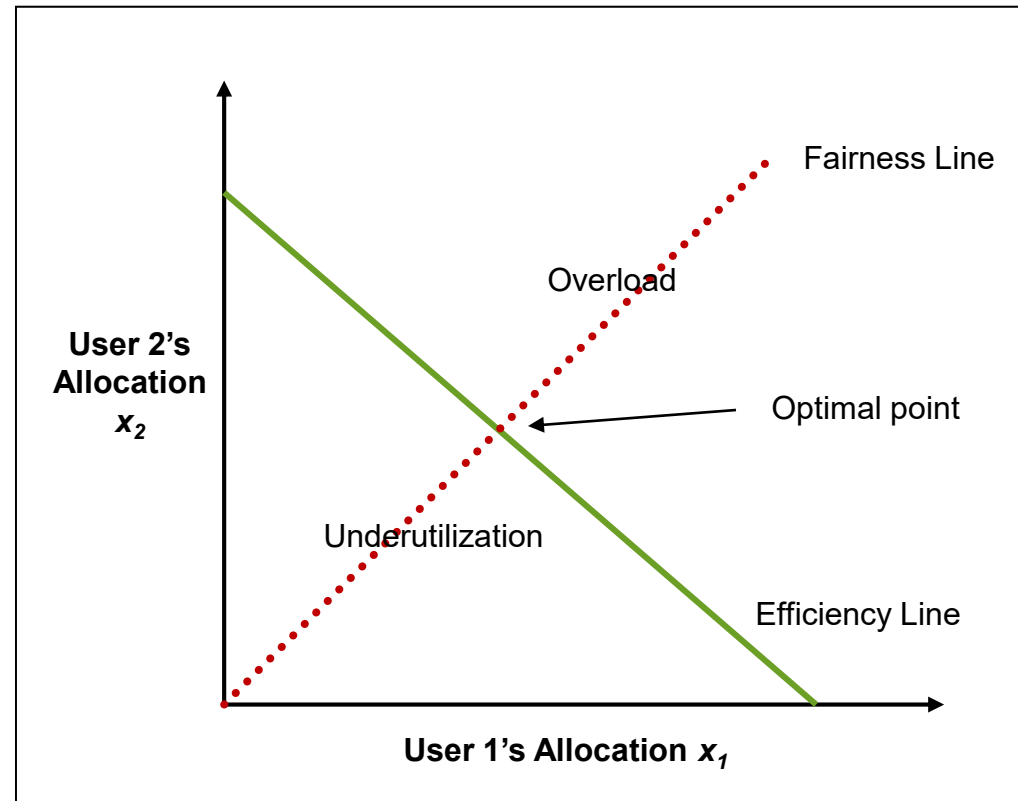 Fairness Line
Overload
User 2’s
Allocation
x2
Optimal point
Underutilization
Efficiency Line
User 1’s Allocation x1